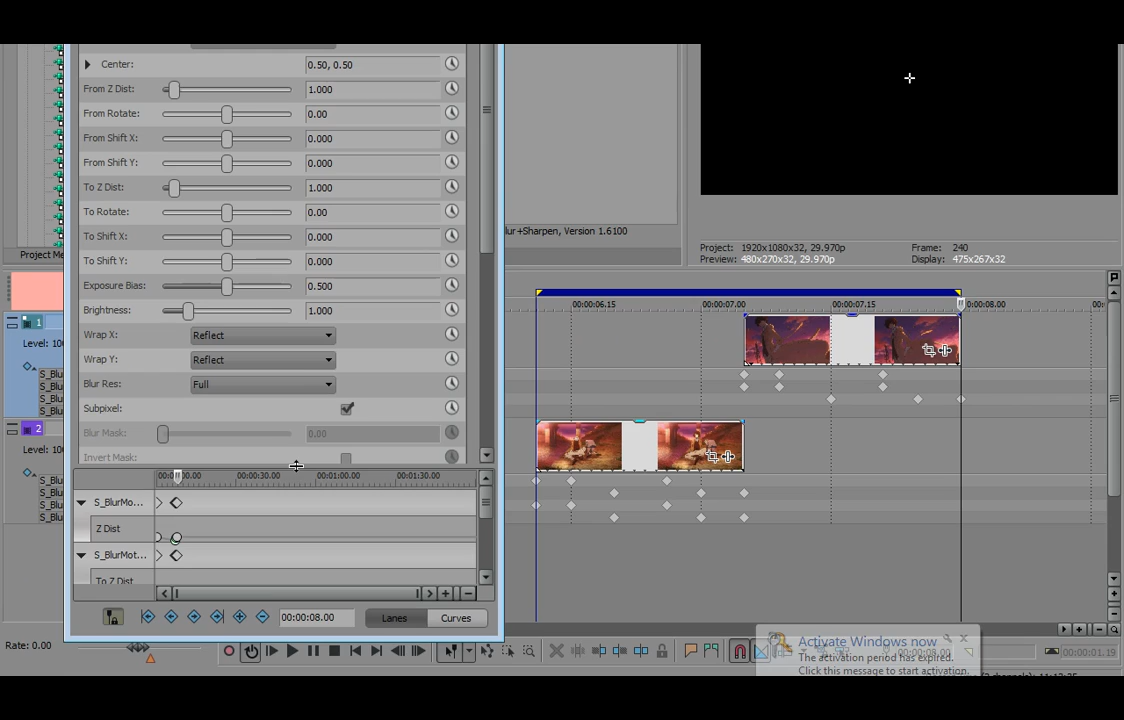 Center: 0.50, 0.50
From Z Dist: 1.000
From Rotate: 0.00
From Shift X: 0.000
From Shift Y: 0.000
To Z Dist: 1.000
To Rotate: 0.00
To Shift X: 0.000
To Shift Y: 0.000
Exposure Bias: 0.500
Brightness: 1.000
Wrap X: Reflect
Wrap Y: Reflect
Blur Res: Full
Subpixel:
Blur Mask: 0.00
Invert Mask:
00:00:30.00 00:01:00.00 00:01:30.00
S_BlurMo...
Z Dist
S_BlurMot...
To Z Dist
00:00:08.00 Lanes Curves
Project Me
1
Level: 10
S_Blu
S_Blu
S_Blu
S_Blu
2
Level: 10
S_Blu
S_Blu
S_Blu
S_Blu
Rate: 0.00
lur+Sharpen, Version 1.6100
Project: 1920x1080x32, 29.970p Frame: 240
Preview: 480x270x32, 29.970p Display: 475x267x32
00:00:06.15 00:00:07.00 00:00:07.15 00:00:08.00 00:
Activate Windows now
The activation period has expired.
Click this message to start activation.
00:00:08.00 00:00:01.19